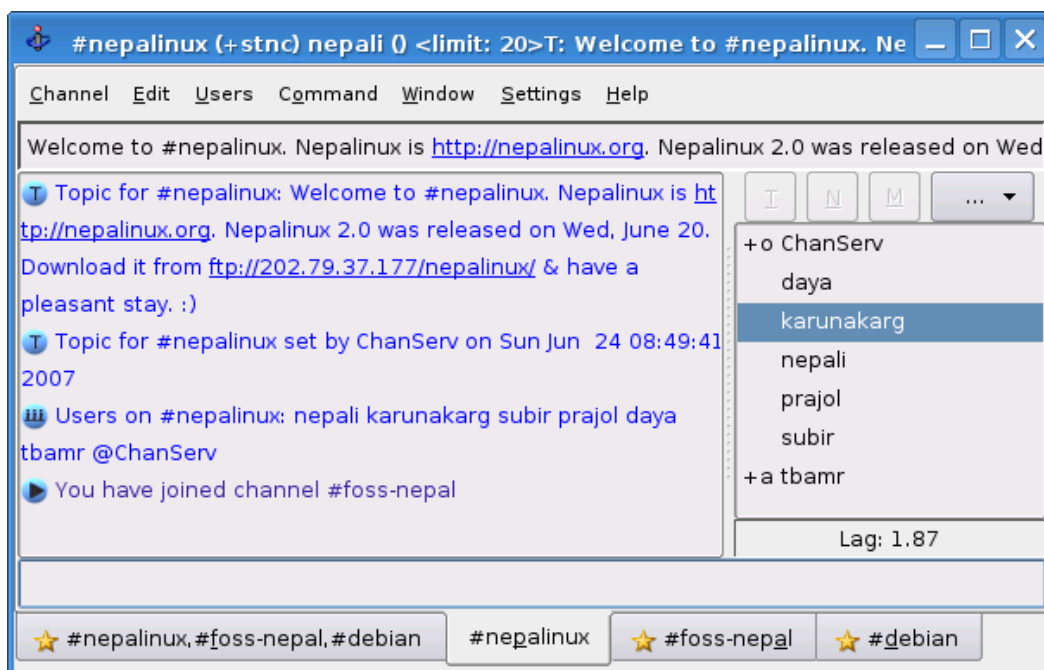 #nepalinux (+stnc) nepali () <limit: 20>T: Welcome to #nepalinux. Ne
Channel Edit Users Command Window Settings Help
Welcome to #nepalinux. Nepalinux is http://nepalinux.org. Nepalinux 2.0 was released on Wed
T Topic for #nepalinux: Welcome to #nepalinux. Nepalinux is ht
tp://nepalinux.org. Nepalinux 2.0 was released on Wed, June 20.
Download it from ftp://202.79.37.177/nepalinux/ & have a
pleasant stay. :)
T Topic for #nepalinux set by ChanServ on Sun Jun 24 08:49:41
2007
Users on #nepalinux: nepali karunakarg subir prajol daya
tbamr @ChanServ
You have joined channel #foss-nepal
T N M ...
+o ChanServ
daya
karunakarg
nepali
prajol
subir
+a tbamr
Lag: 1.87
#nepalinux,#foss-nepal,#debian #nepalinux #foss-nepal #debian